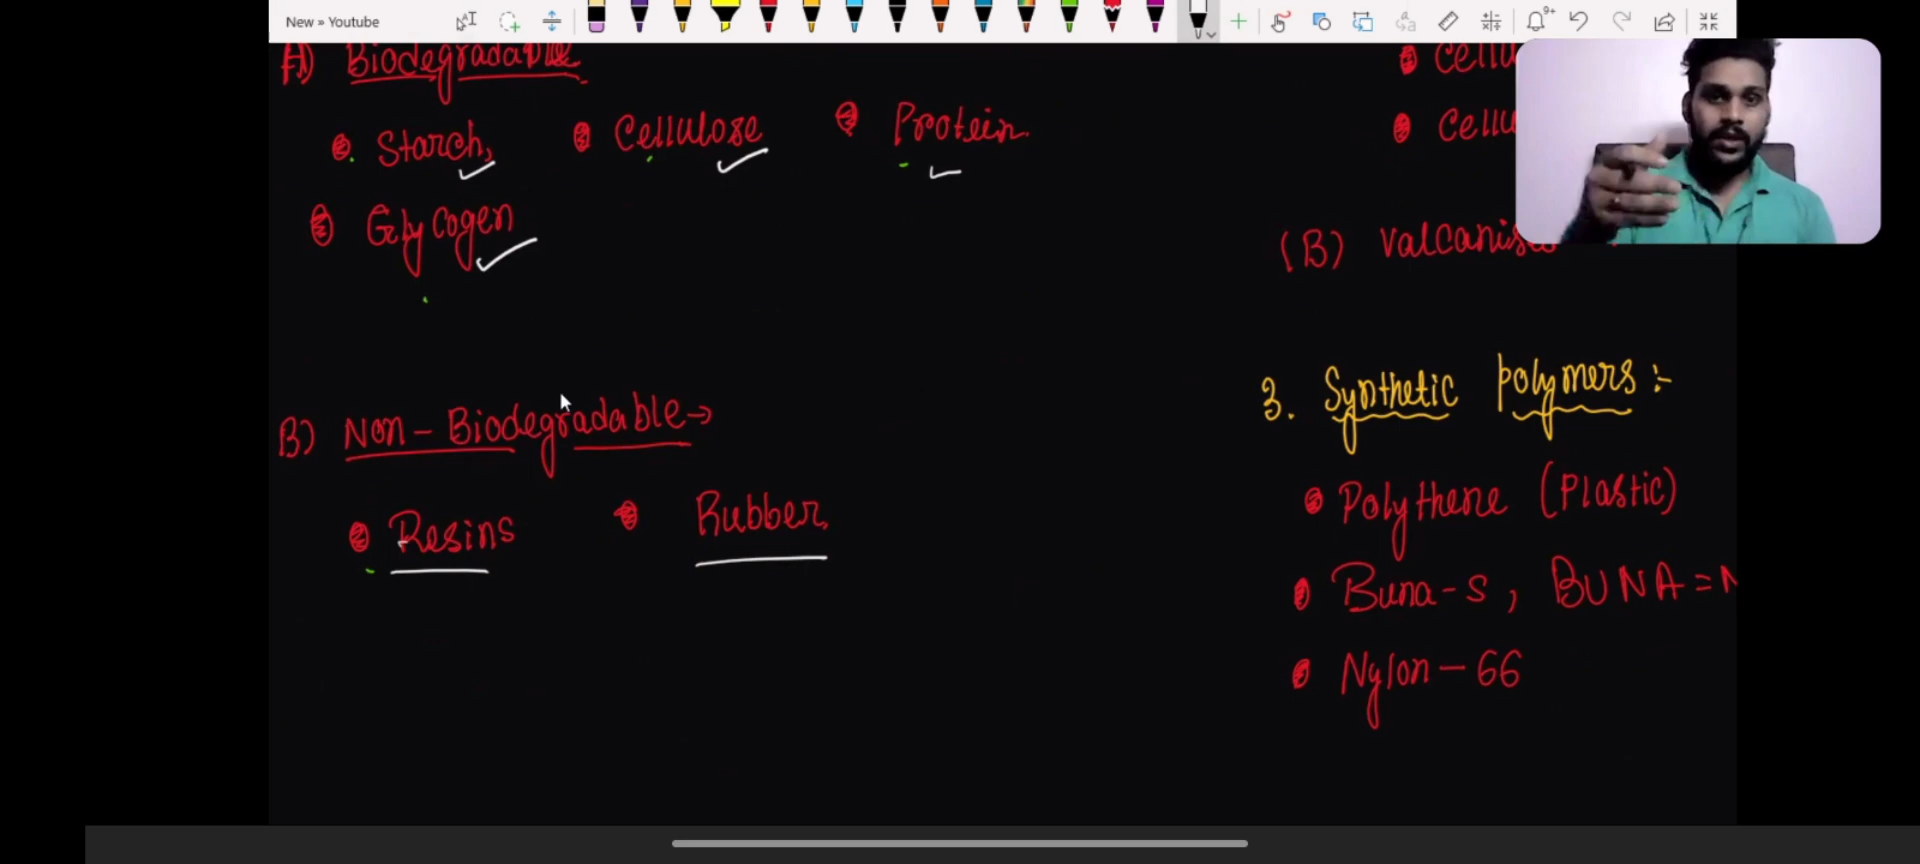 New » Youtube
9+
A) Biodegradable
Starch, Cellulose Protein.
Glycogen
B) Non-Biodegradable→
Resins Rubber.
(B)
3. Synthetic polymers :-
Polythene (Plastic)
Buna-S, BUNA=N
Nylon-66